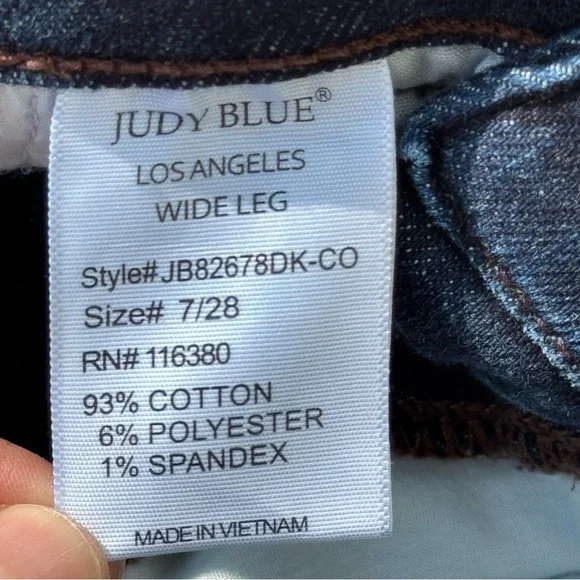 JUDY BLUE®
LOS ANGELES
WIDE LEG
Style# JB82678DK-CO
Size# 7/28
RN# 116380
93% COTTON
6% POLYESTER
1% SPANDEX
MADE IN VIETNAM